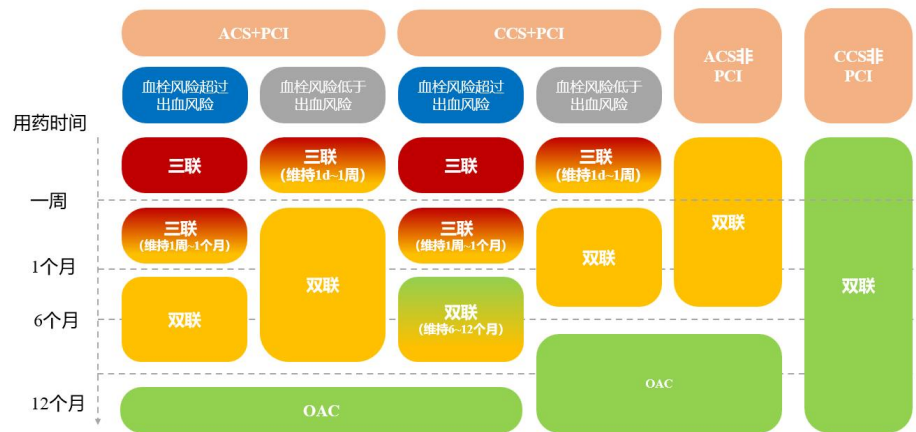 ACS+PCI
CCS+PCI
ACS非
PCI
CCS非
PCI
血栓风险超过
出血风险
血栓风险低于
出血风险
血栓风险超过
出血风险
血栓风险低于
出血风险
用药时间
三联
三联
（维持1d~1周）
三联
三联
（维持1d~1周）
一周
三联
（维持1周~1个月）
三联
（维持1周~1个月）
双联
双联
1个月
双联
双联
双联
6个月
双联
双联
（维持6~12个月）
OAC
12个月
OAC